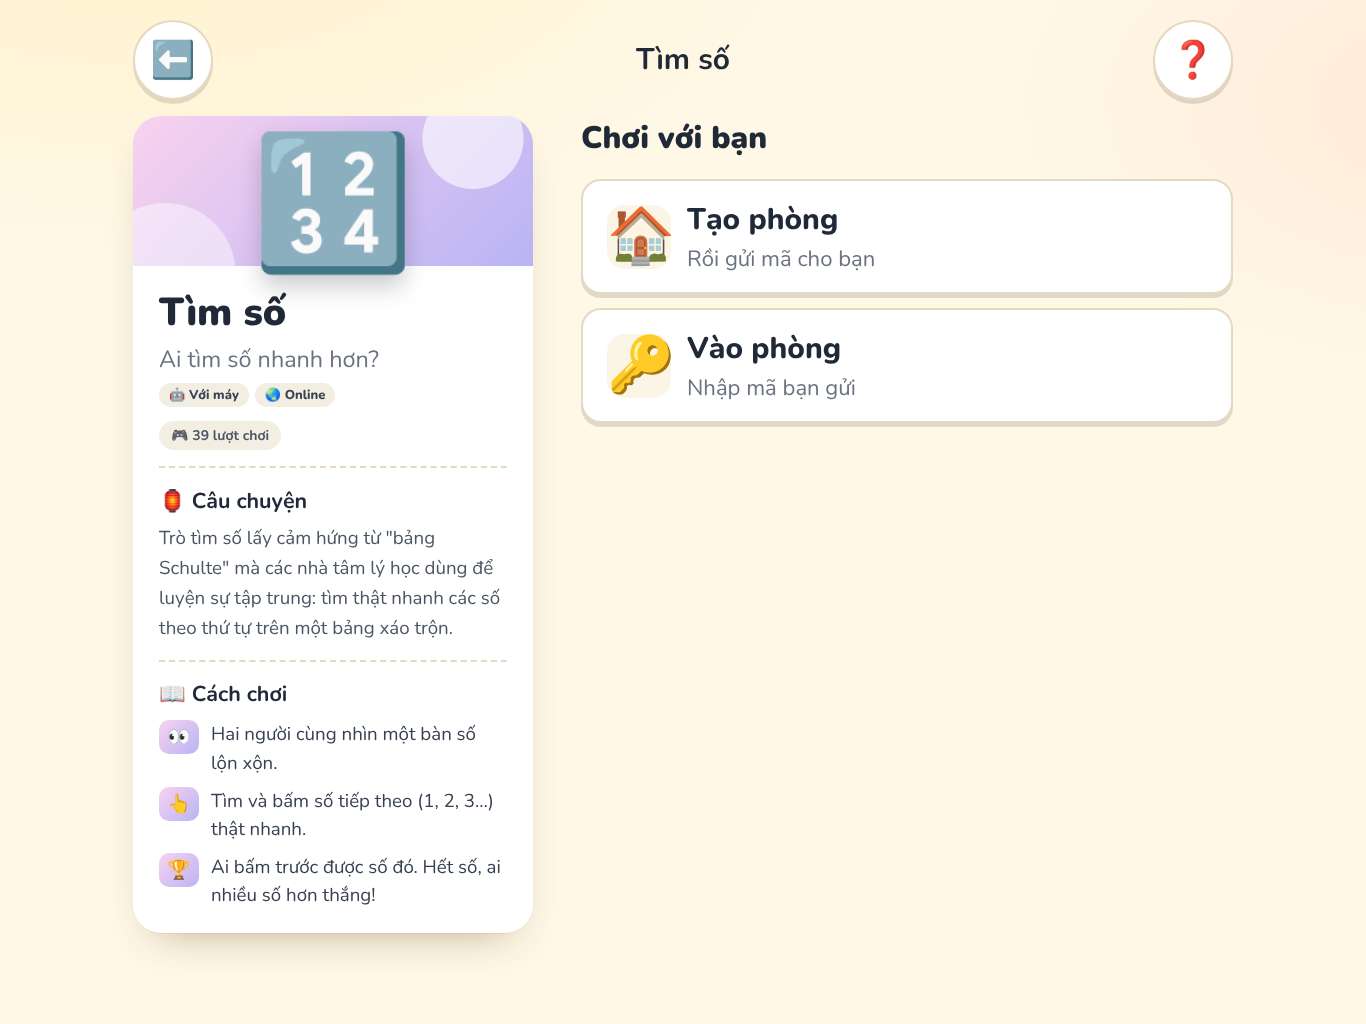 Tìm số
1 2
3 4
Tìm số
Ai tìm số nhanh hơn?
Với máy
Online
39 lượt chơi
Câu chuyện
Trò tìm số lấy cảm hứng từ "bảng
Schulte" mà các nhà tâm lý học dùng để
luyện sự tập trung: tìm thật nhanh các số
theo thứ tự trên một bảng xáo trộn.
Cách chơi
Hai người cùng nhìn một bàn số
lộn xộn.
Tìm và bấm số tiếp theo (1, 2, 3...)
thật nhanh.
Ai bấm trước được số đó. Hết số, ai
nhiều số hơn thắng!
Chơi với bạn
Tạo phòng
Rồi gửi mã cho bạn
Vào phòng
Nhập mã bạn gửi